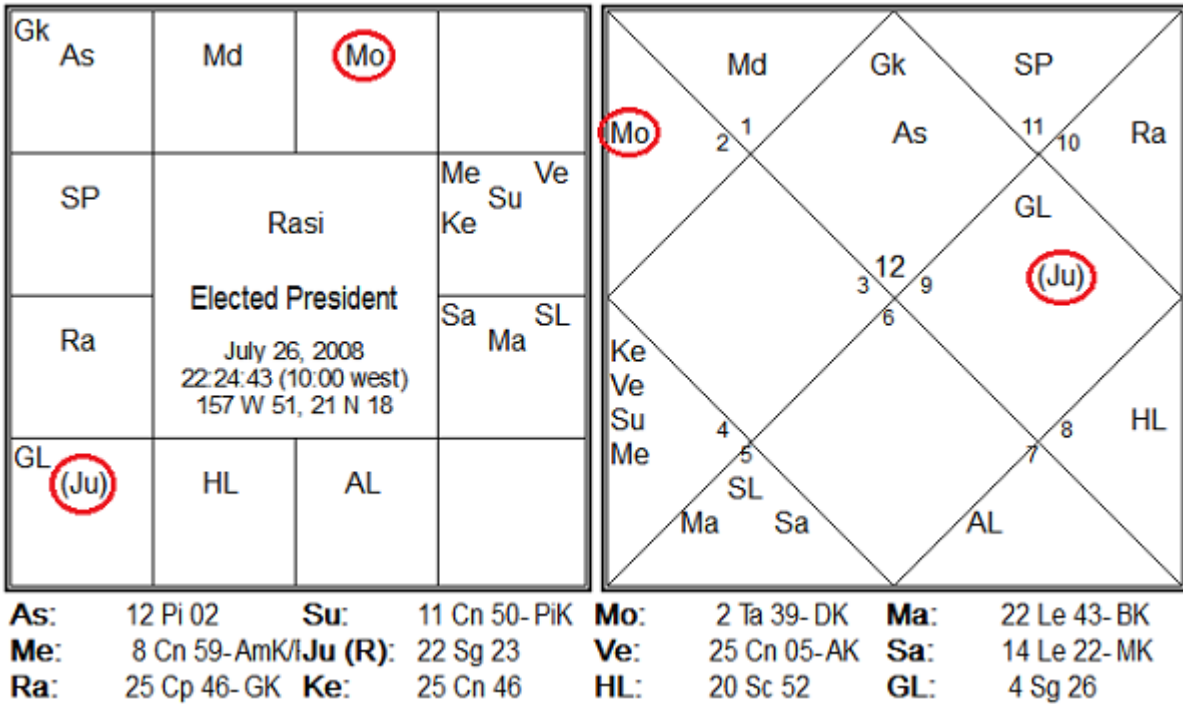 Gk
As
Md
Mo
SP
Me Ve
Su
Ke
Rasi
Elected President
July 26, 2008
22:24:43 (10:00 west)
157 W 51, 21 N 18
Ra
Sa SL
Ma
GL
(Ju)
HL
AL
Md
Gk
SP
Mo
2
1
As
11
10
Ra
GL
(Ju)
12
3
9
6
Ke
Ve
Su
Me
4
5
8
7
HL
SL
Ma
Sa
AL
As: 12 Pi 02 Su: 11 Cn 50-PiK Mo: 2 Ta 39-DK Ma: 22 Le 43-BK
Me: 8 Cn 59-AmK/ Ju (R): 22 Sg 23 Ve: 25 Cn 05-AK Sa: 14 Le 22-MK
Ra: 25 Cp 46-GK Ke: 25 Cn 46 HL: 20 Sc 52 GL: 4 Sg 26